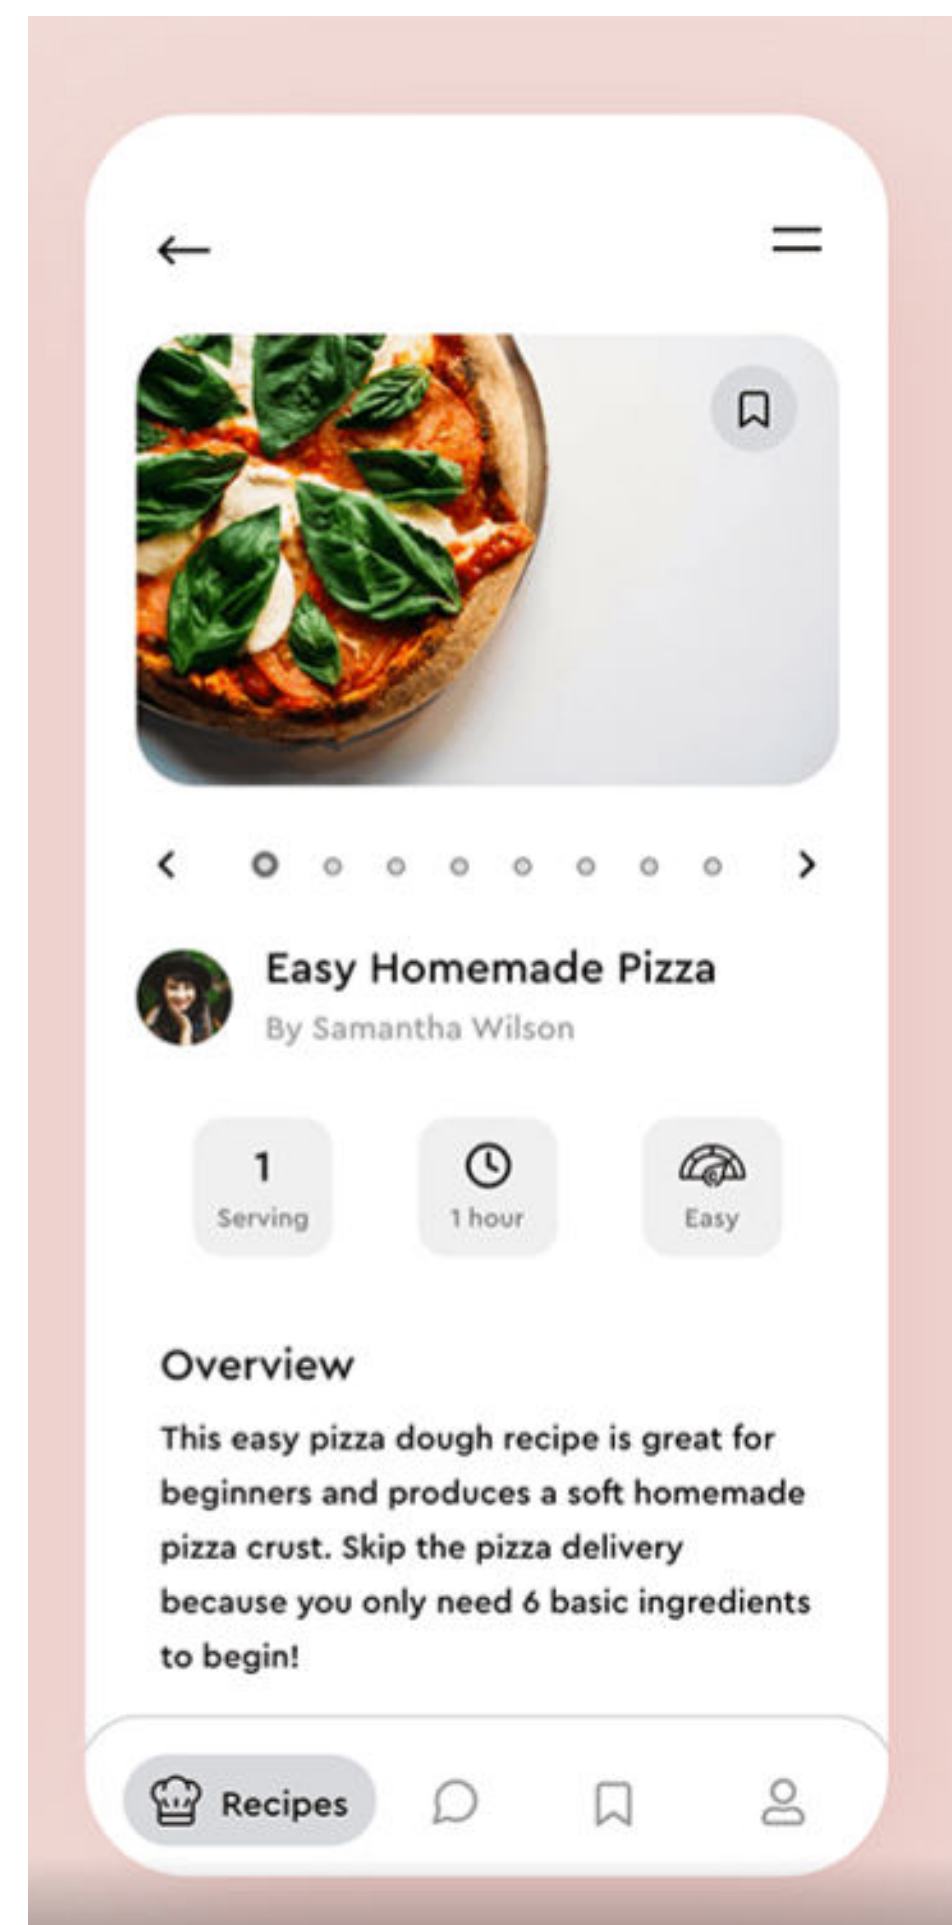 Easy Homemade Pizza
By Samantha Wilson
1
Serving
1 hour
Easy
Overview
This easy pizza dough recipe is great for
beginners and produces a soft homemade
pizza crust. Skip the pizza delivery
because you only need 6 basic ingredients
to begin!
Recipes